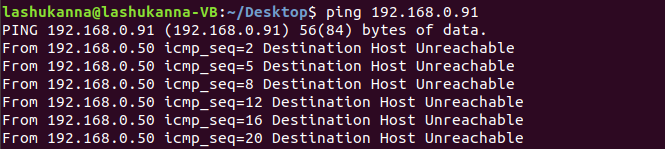 lashukanna@lashukanna-VB:~/Desktop$ ping 192.168.0.91
PING 192.168.0.91 (192.168.0.91) 56(84) bytes of data.
From 192.168.0.50 icmp_seq=2 Destination Host Unreachable
From 192.168.0.50 icmp_seq=5 Destination Host Unreachable
From 192.168.0.50 icmp_seq=8 Destination Host Unreachable
From 192.168.0.50 icmp_seq=12 Destination Host Unreachable
From 192.168.0.50 icmp_seq=16 Destination Host Unreachable
From 192.168.0.50 icmp_seq=20 Destination Host Unreachable